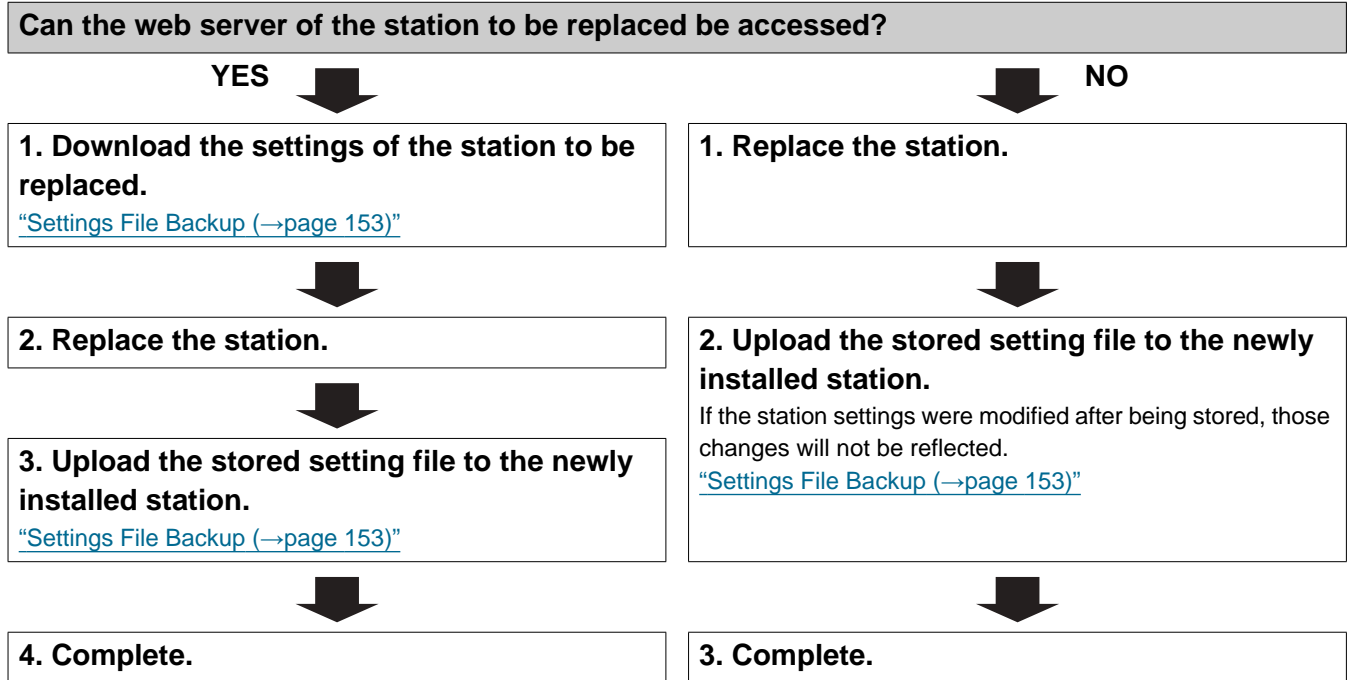 Can the web server of the station to be replaced be accessed?
YES
NO
1. Download the settings of the station to be
replaced.
“Settings File Backup (→page 153)”
2. Replace the station.
3. Upload the stored setting file to the newly
installed station.
“Settings File Backup (→page 153)”
4. Complete.
1. Replace the station.
2. Upload the stored setting file to the newly
installed station.
If the station settings were modified after being stored, those
changes will not be reflected.
“Settings File Backup (→page 153)”
3. Complete.